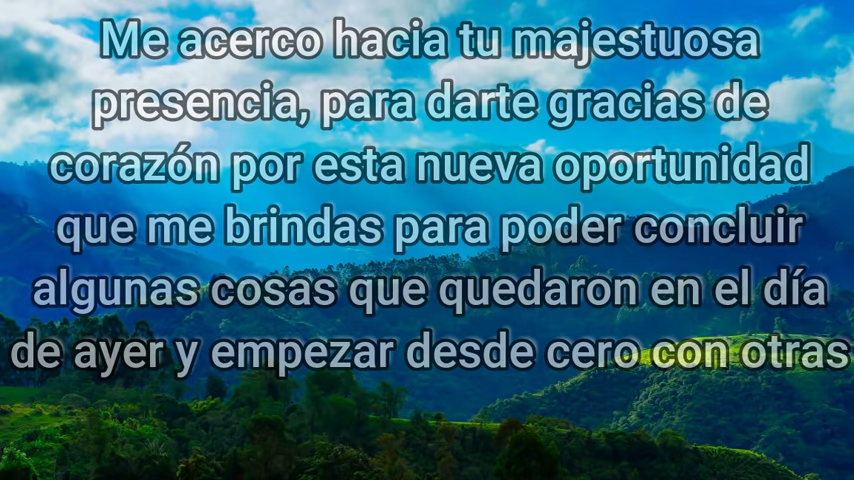 Me acerco hacia tu majestuosa
presencia, para darte gracias de
corazón por esta nueva oportunidad
que me brindas para poder concluir
algunas cosas que quedaron en el día
de ayer y empezar desde cero con otras